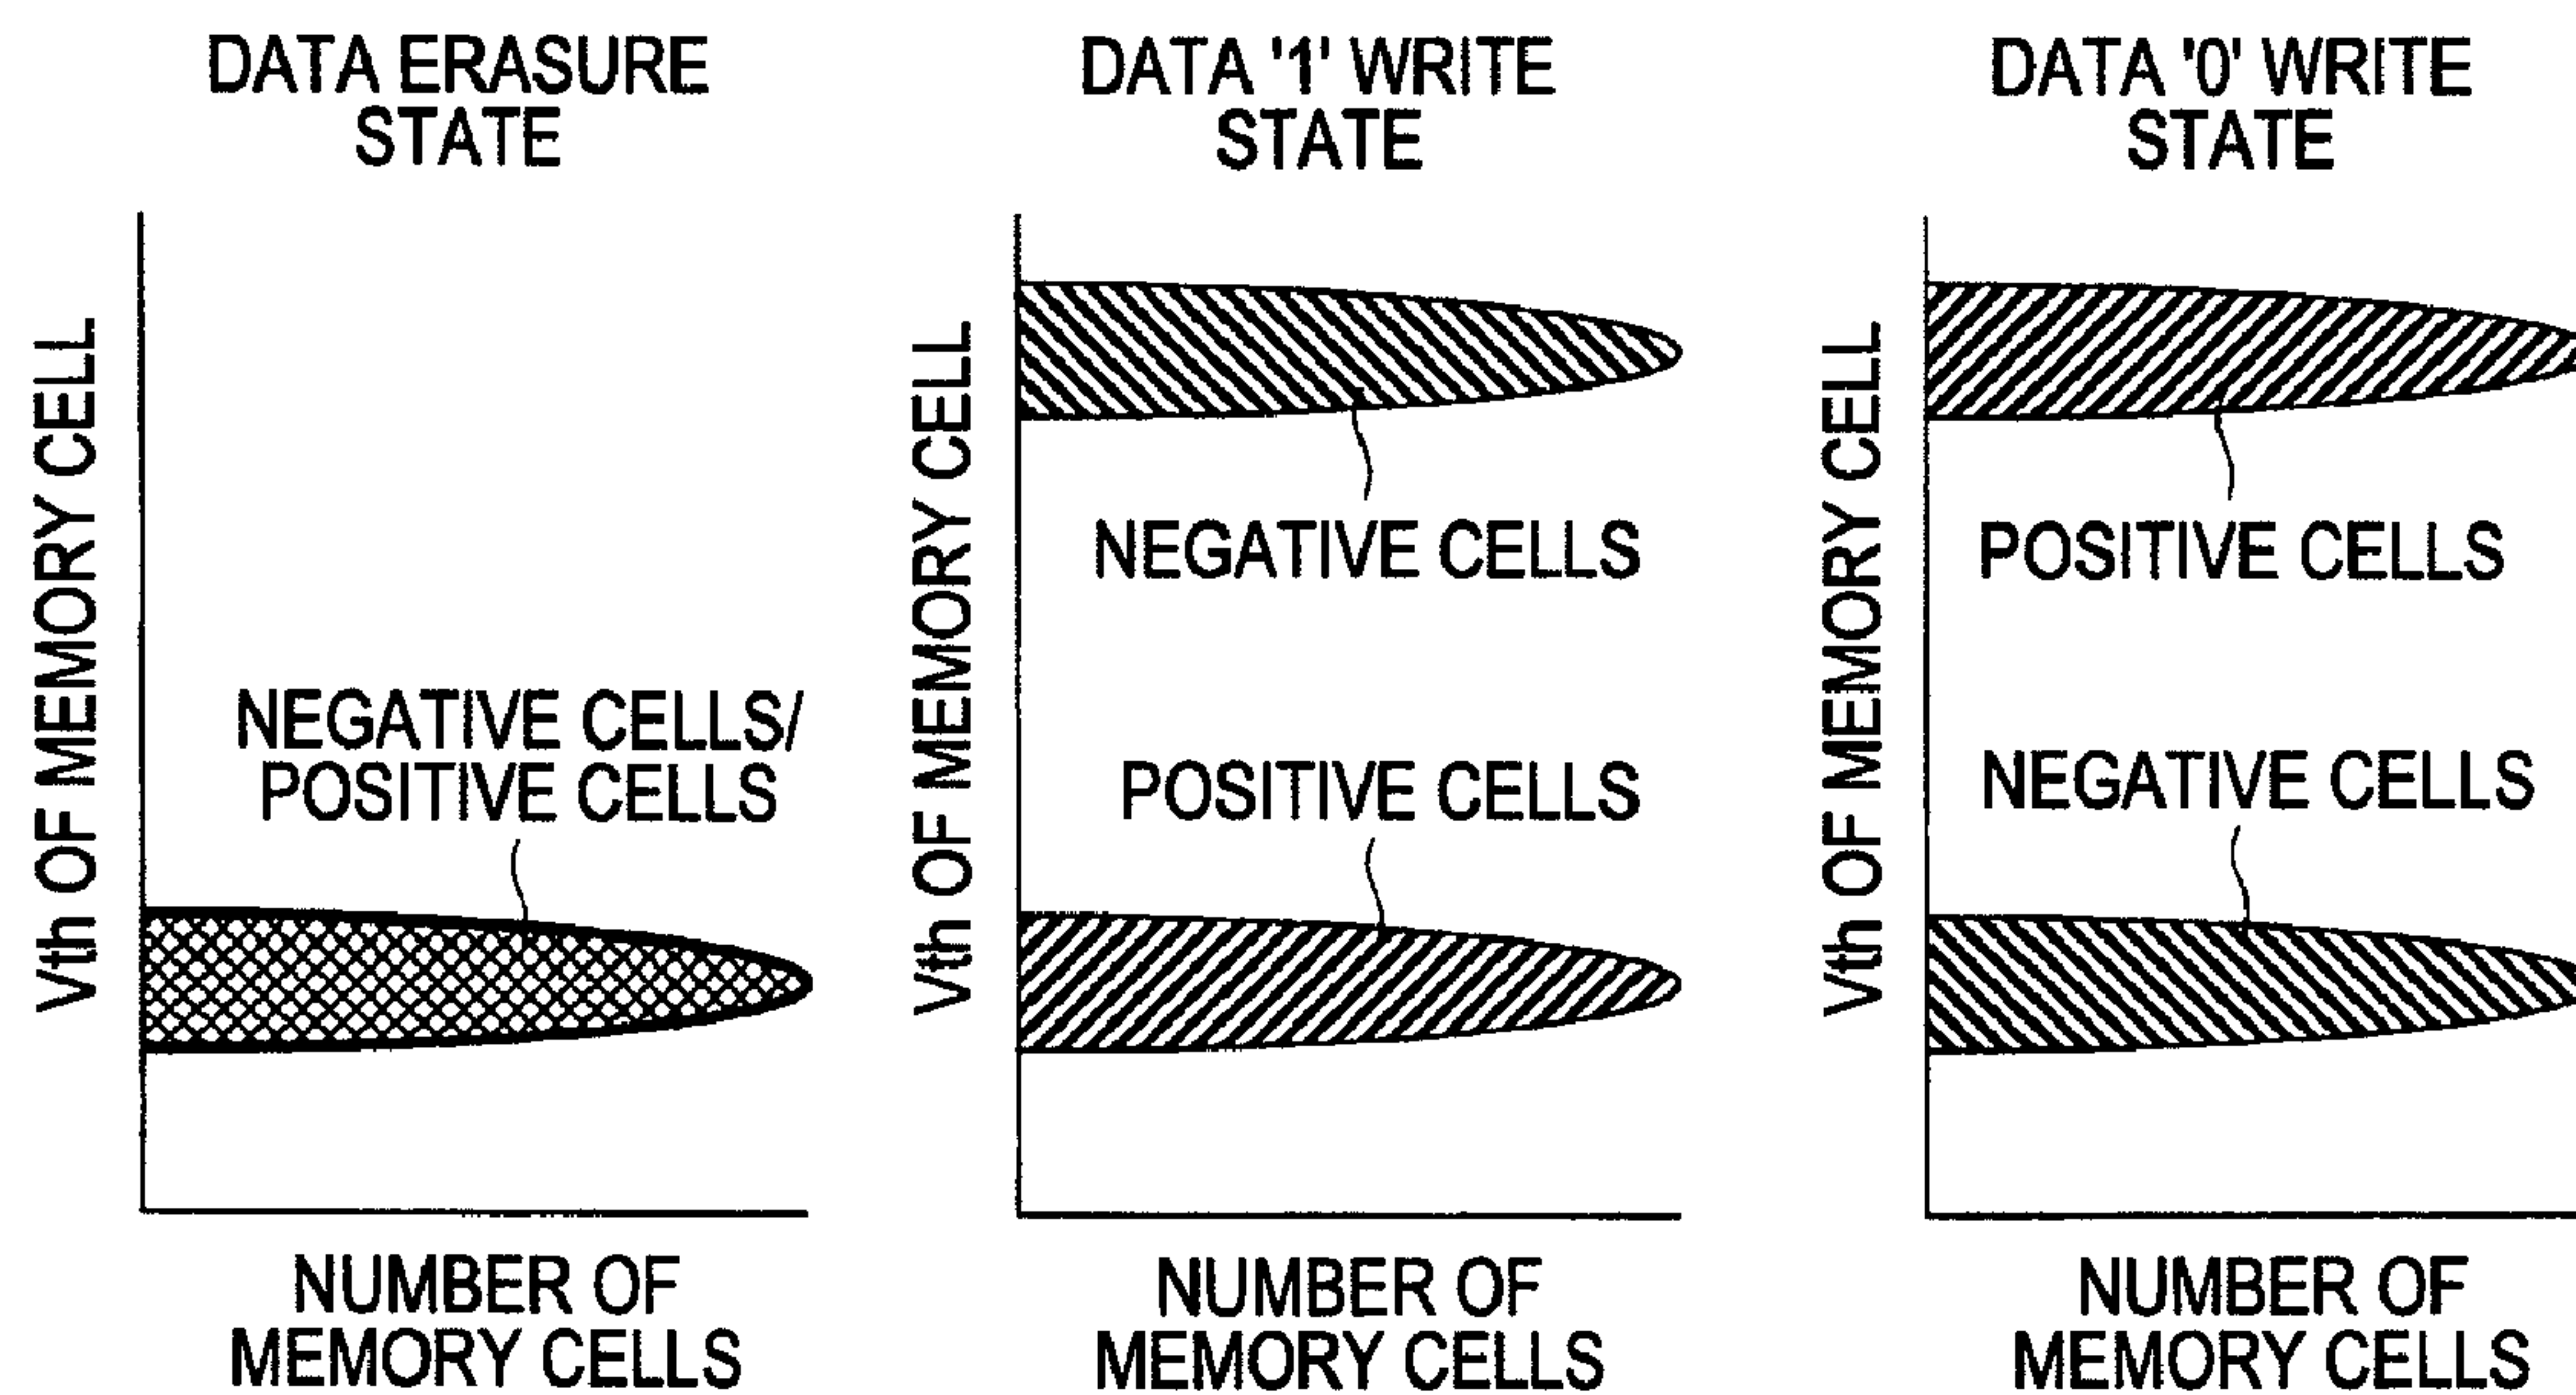 DATA ERASURE
STATE
Vth OF MEMORY CELL
NEGATIVE CELLS/
POSITIVE CELLS
NUMBER OF
MEMORY CELLS
DATA '1' WRITE
STATE
Vth OF MEMORY CELL
NEGATIVE CELLS
POSITIVE CELLS
NUMBER OF
MEMORY CELLS
DATA '0' WRITE
STATE
Vth OF MEMORY CELL
POSITIVE CELLS
NEGATIVE CELLS
NUMBER OF
MEMORY CELLS